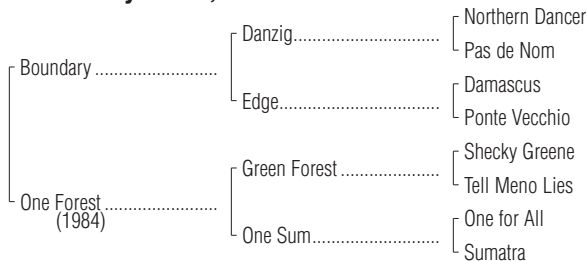 Northern Dancer
Danzig
Pas de Nom
Boundary
Damascus
Edge
Ponte Vecchio
Shecky Greene
Green Forest
Tell Meno Lies
One Forest
(1984)
One for All
One Sum
Sumatra